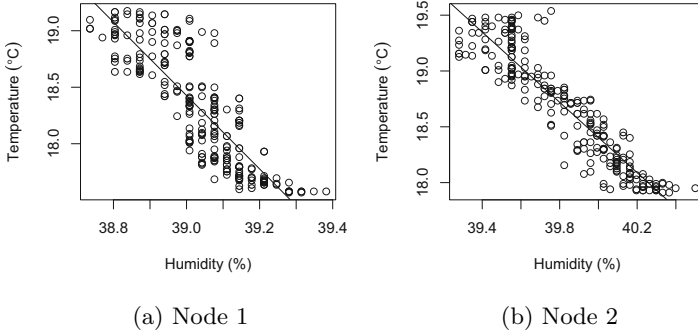 Temperature (°C)
19.0
18.5
18.0
38.8 39.0 39.2 39.4
Humidity (%)
(a) Node 1
Temperature (°C)
19.5
19.0
18.5
18.0
39.4 39.8 40.2
Humidity (%)
(b) Node 2